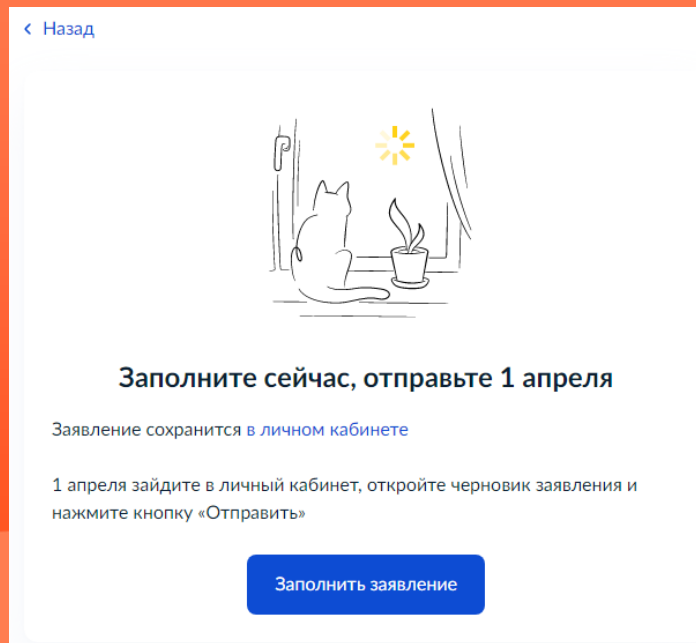 Назад
Заполните сейчас, отправьте 1 апреля
Заявление сохранится в личном кабинете
1 апреля зайдите в личный кабинет, откройте черновик заявления и
нажмите кнопку «Отправить»
Заполнить заявление